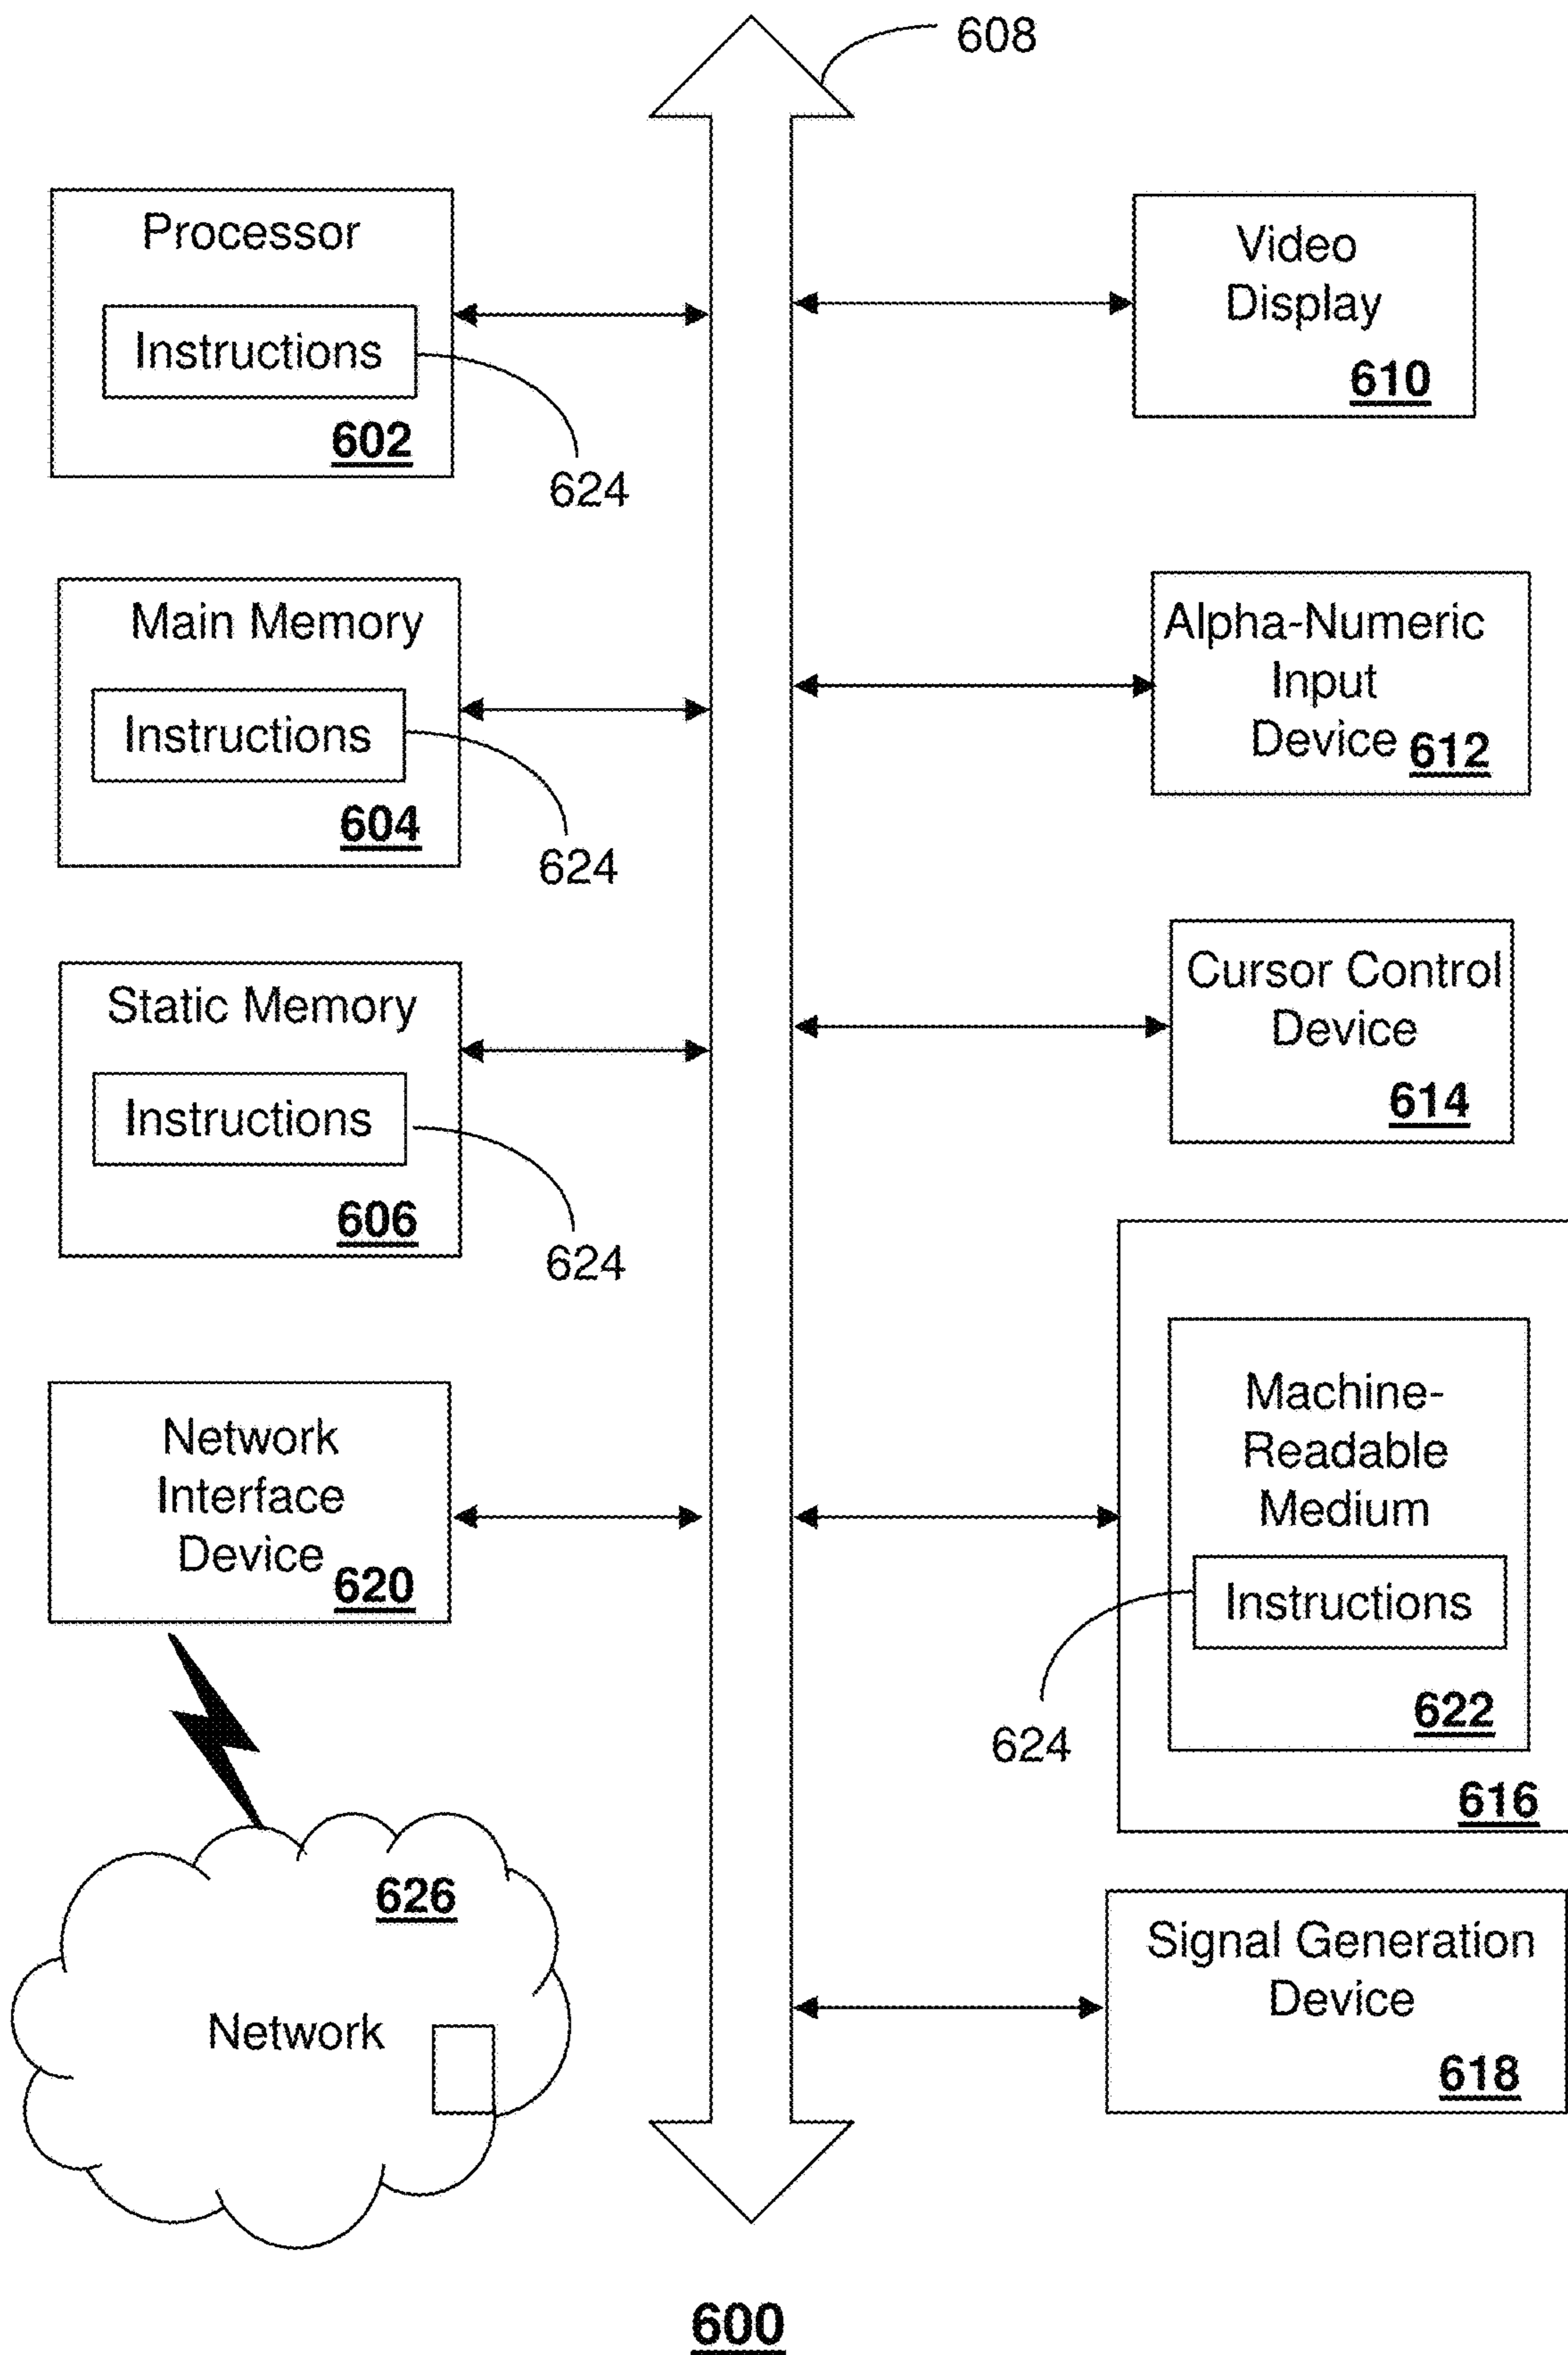 608
Processor
Instructions
602
624
Main Memory
Instructions
604
624
Static Memory
Instructions
606
624
Network
Interface
Device
620
626
Network
Video
Display
610
Alpha-Numeric
Input
Device
612
Cursor Control
Device
614
Machine-
Readable
Medium
Instructions
624
622
616
Signal Generation
Device
618
600